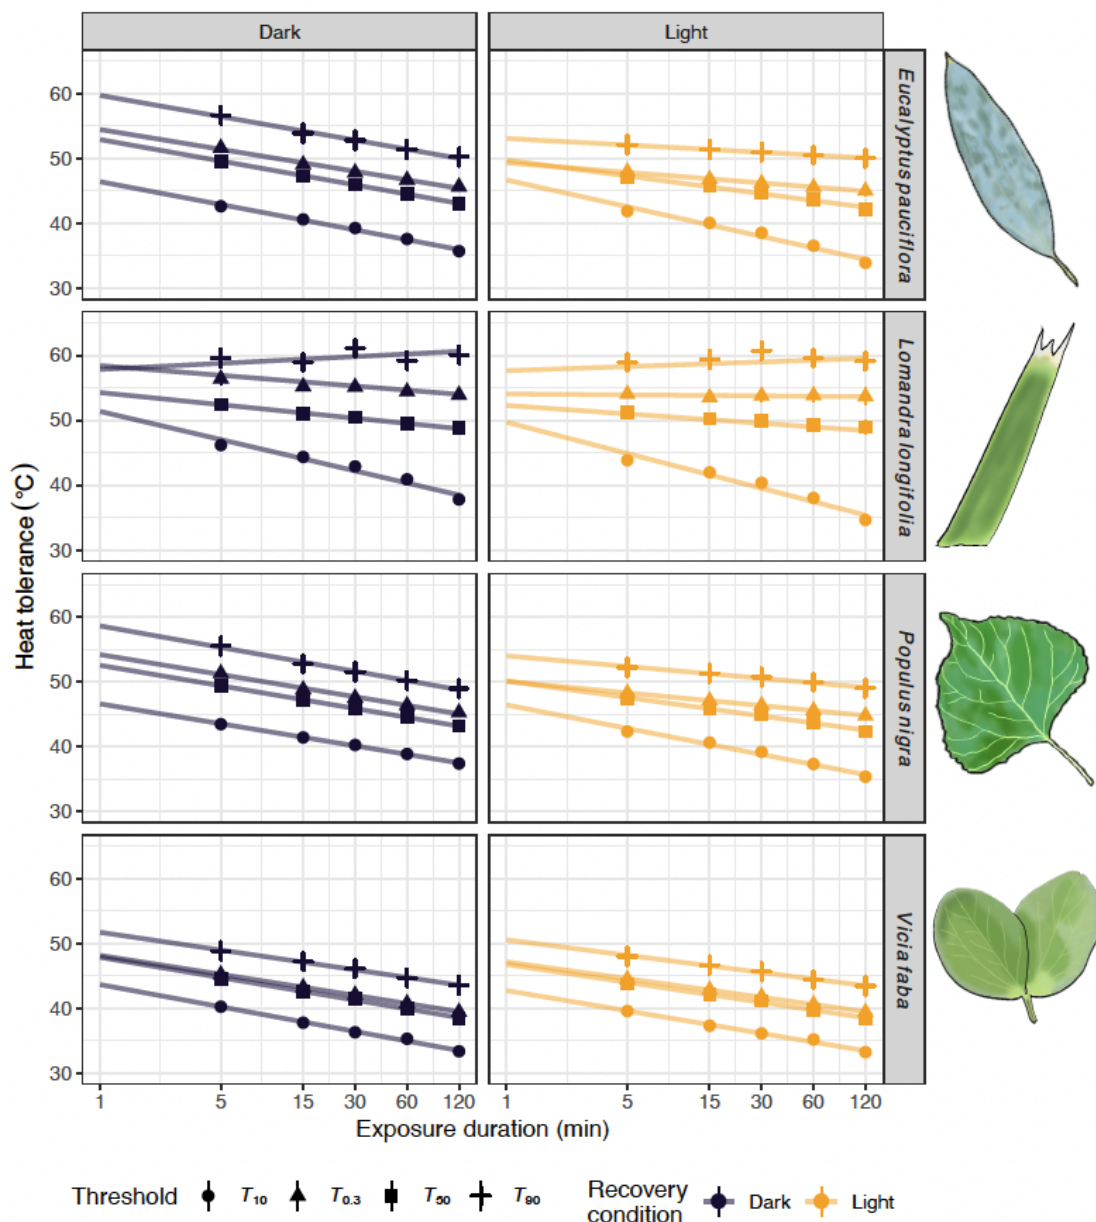 Dark Light
60
50
40
30
Eucalyptus pauciflora
60
50
40
30
Lomandra longifolia
Heat tolerance (°C)
60
50
40
30
Populus nigra
60
50
40
30
Vicia faba
1 5 15 30 60 120 1 5 15 30 60 120
Exposure duration (min)
Threshold T10 T0.3 T50 T90 Recovery condition Dark Light